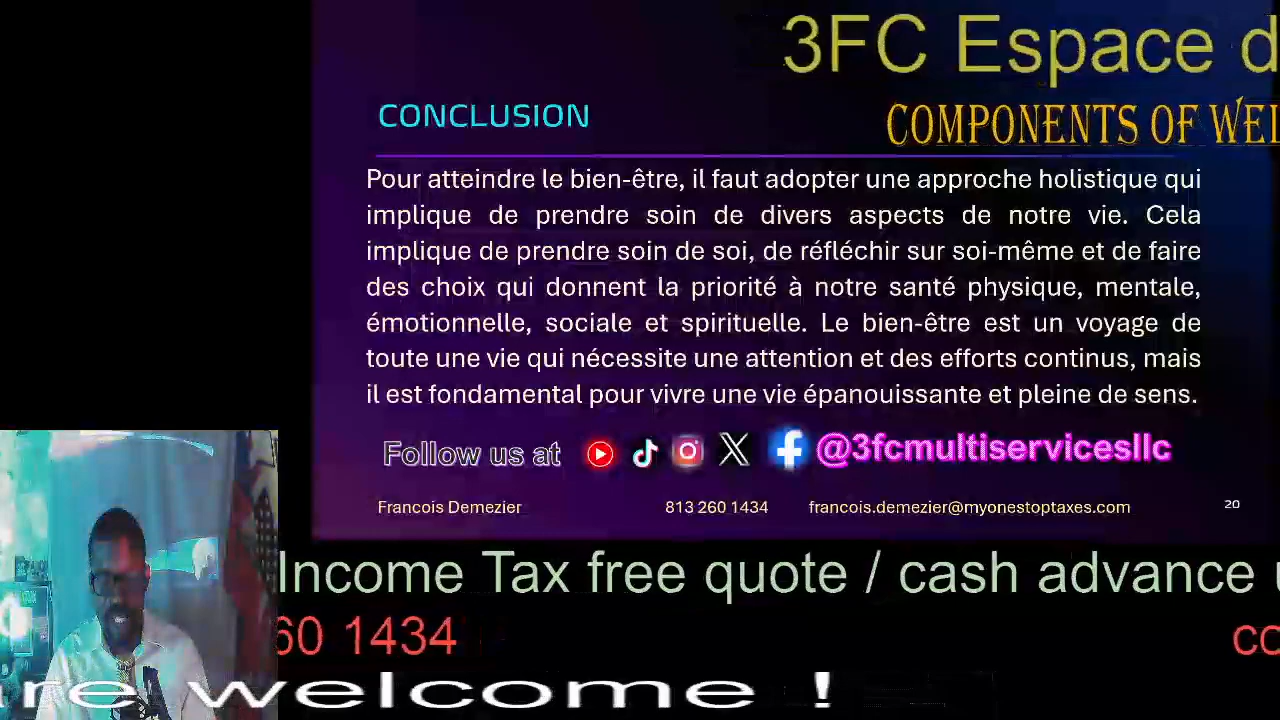 3FC Espace d
CONCLUSION
COMPONENTS OF WEL
Pour atteindre le bien-être, il faut adopter une approche holistique qui
implique de prendre soin de divers aspects de notre vie. Cela
implique de prendre soin de soi, de réfléchir sur soi-même et de faire
des choix qui donnent la priorité à notre santé physique, mentale,
émotionnelle, sociale et spirituelle. Le bien-être est un voyage de
toute une vie qui nécessite une attention et des efforts continus, mais
il est fondamental pour vivre une vie épanouissante et pleine de sens.
Follow us at @3fcmultiservicesllc
Francois Demezier 813 260 1434 francois.demezier@myonestoptaxes.com 20
Income Tax free quote / cash advance
60 1434 co
are welcome !